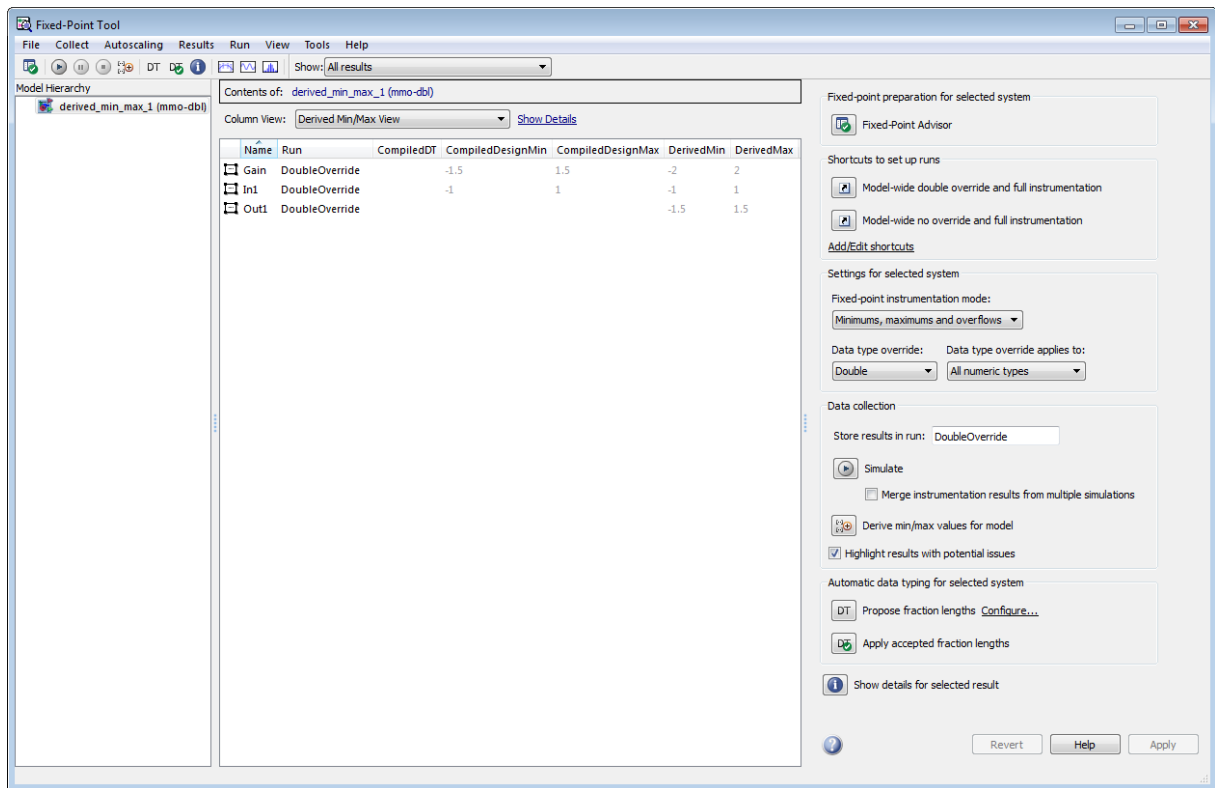 Fixed-Point Tool
File Collect Autoscaling Results Run View Tools Help
DT Show: All results
Model Hierarchy
derived_min_max_1 (mmo-dbl)
Contents of: derived_min_max_1 (mmo-dbl)
Column View: Derived Min/Max View Show Details
Name Run CompiledDT CompiledDesignMin CompiledDesignMax DerivedMin DerivedMax
Gain DoubleOverride -1.5 1.5 -2 2
In1 DoubleOverride -1 1 -1 1
Out1 DoubleOverride -1.5 1.5
Fixed-point preparation for selected system
Fixed-Point Advisor
Shortcuts to set up runs
Model-wide double override and full instrumentation
Model-wide no override and full instrumentation
Add/Edit shortcuts
Settings for selected system
Fixed-point instrumentation mode:
Minimums, maximums and overflows
Data type override: Data type override applies to:
Double All numeric types
Data collection
Store results in run: DoubleOverride
Simulate
Merge instrumentation results from multiple simulations
Derive min/max values for model
Highlight results with potential issues
Automatic data typing for selected system
DT Propose fraction lengths Configure...
Apply accepted fraction lengths
Show details for selected result
Revert Help Apply